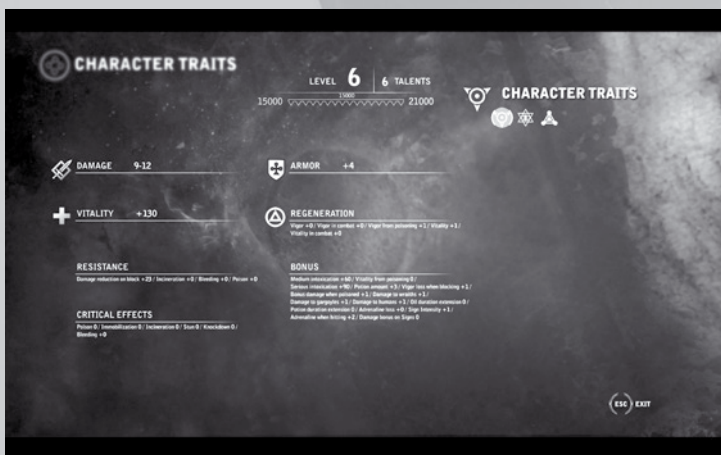 CHARACTER TRAITS
LEVEL 6 6 TALENTS
15000
15000 21000
CHARACTER TRAITS
DAMAGE 9-12
ARMOR +4
VITALITY +130
REGENERATION
Vigor +0 / Vigor in combat +0 / Vigor from poisoning +1 / Vitality +1 /
Vitality in combat +0
RESISTANCE
Damage reduction on block +23 / Incineration +0 / Bleeding +0 / Poison +0
BONUS
Medium intoxication +60 / Vitality from poisoning 0 /
Serious intoxication +90 / Potion amount +3 / Vigor loss when blocking +1 /
Bonus damage when poisoned +1 / Damage to wraiths +1 /
Damage to gargoyles +1 / Damage to humans +1 / Oil duration extension 0 /
Potion duration extension 0 / Adrenaline loss +0 / Sign Intensity +1 /
Adrenaline when hitting +2 / Damage bonus on Signs 0
CRITICAL EFFECTS
Poison 0 / Immobilization 0 / Incineration 0 / Stun 0 / Knockdown 0 /
Bleeding +0
ESC EXIT